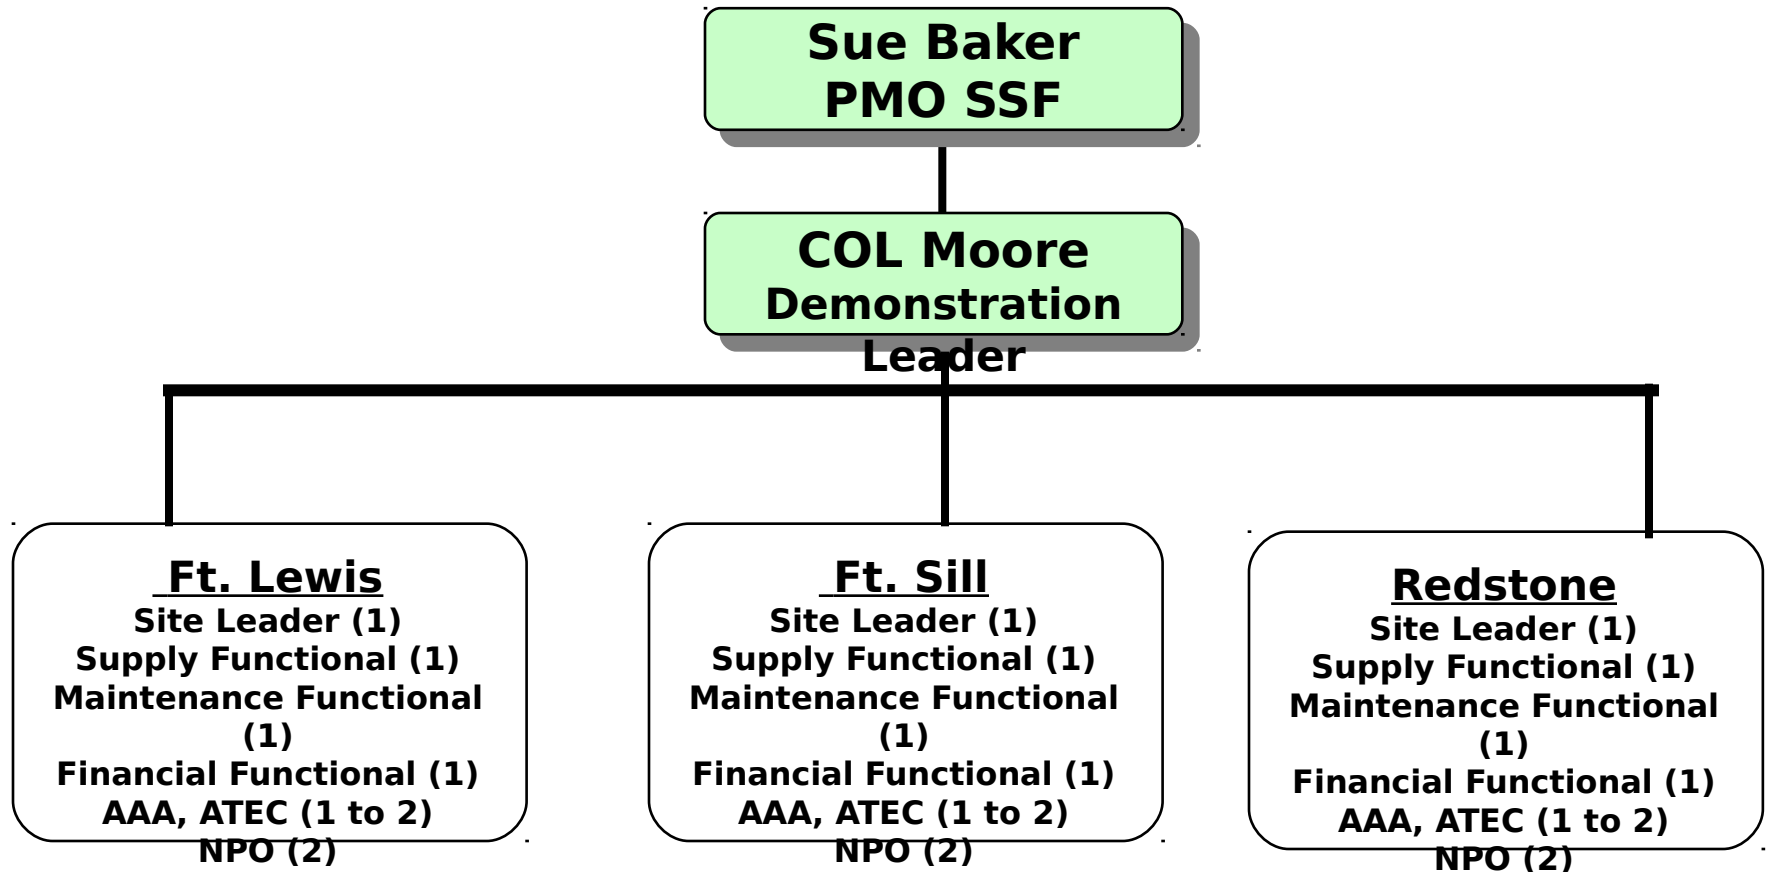 Sue Baker
PMO SSF
COL Moore
Demonstration
Leader
Ft. Lewis
Site Leader (1)
Supply Functional (1)
Maintenance Functional
(1)
Financial Functional (1)
AAA, ATEC (1 to 2)
NPO (2)
Ft. Sill
Site Leader (1)
Supply Functional (1)
Maintenance Functional
(1)
Financial Functional (1)
AAA, ATEC (1 to 2)
NPO (2)
Redstone
Site Leader (1)
Supply Functional (1)
Maintenance Functional
(1)
Financial Functional (1)
AAA, ATEC (1 to 2)
NPO (2)